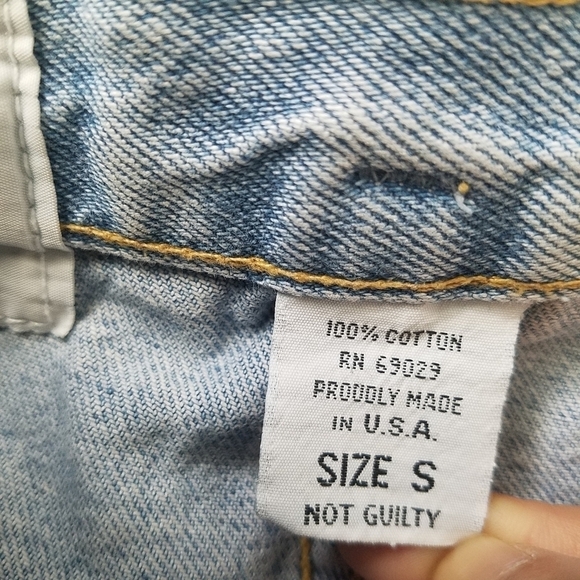 100% COTTON
RN 69029
PROUDLY MADE
IN U.S.A.
SIZE S
NOT GUILTY